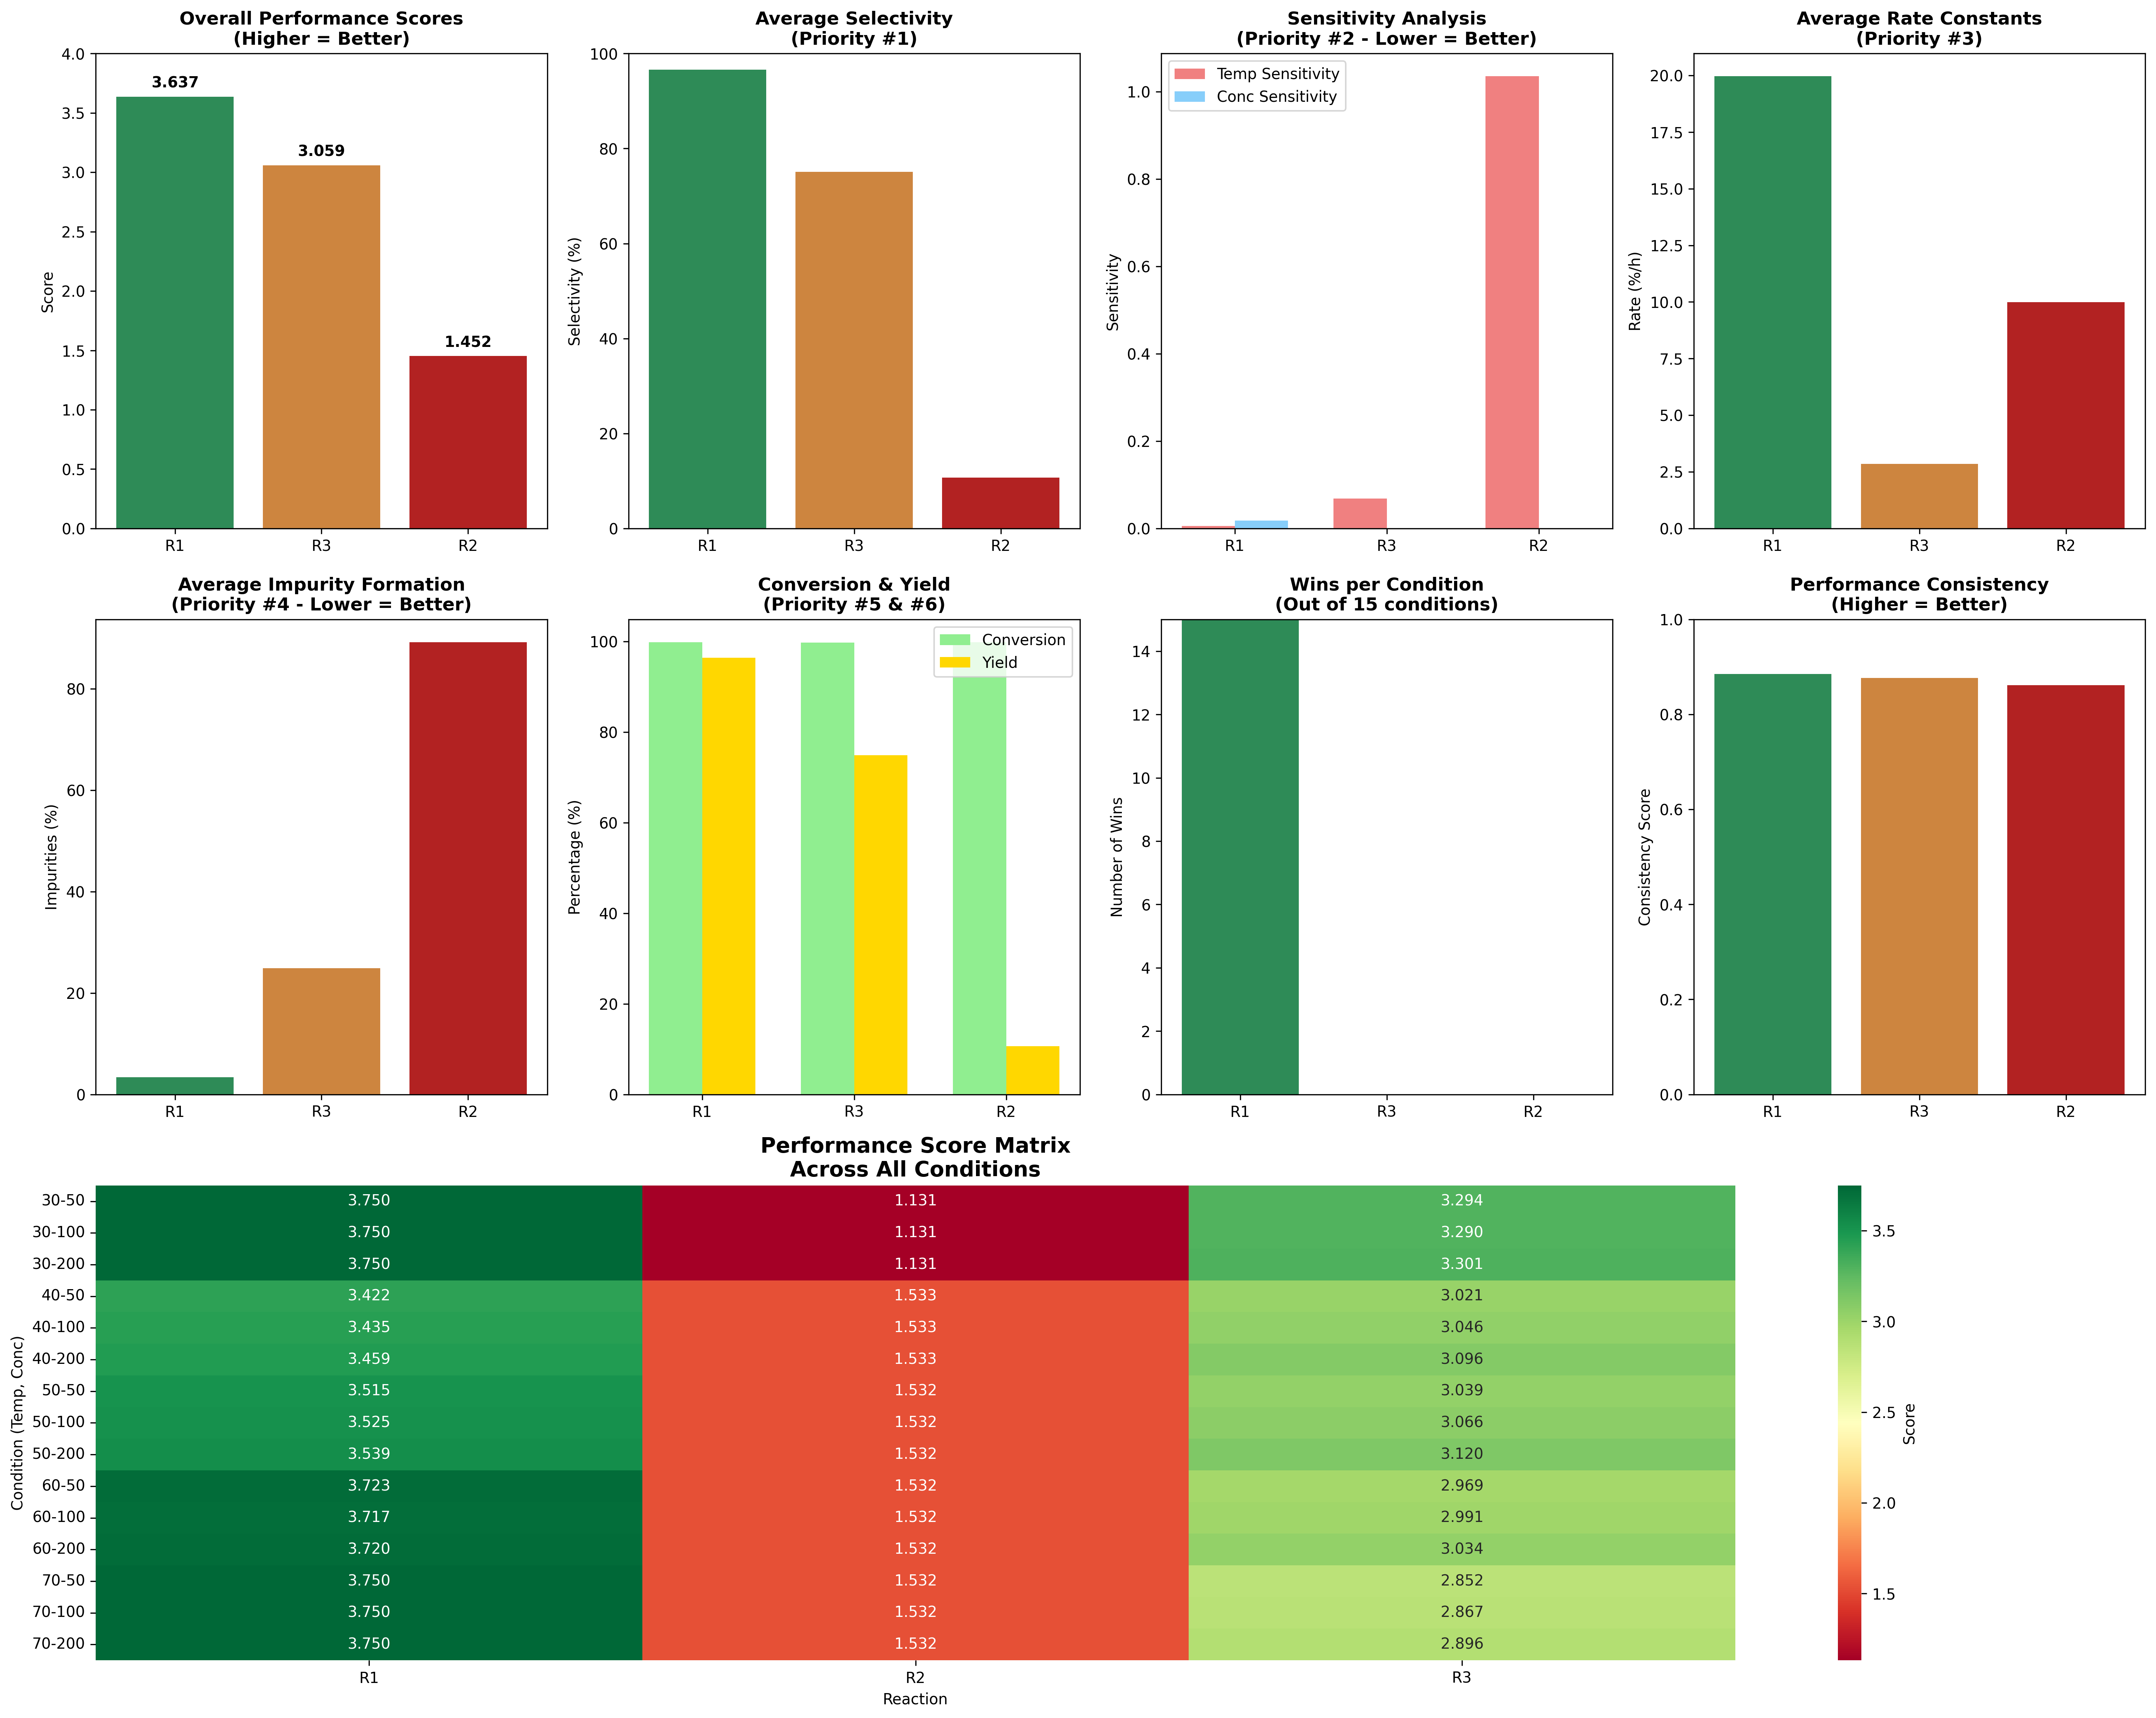 Overall Performance Scores
(Higher = Better)
4.0
3.5
3.0
2.5
2.0
1.5
1.0
0.5
0.0
Score
3.637
3.059
1.452
R1
R3
R2
Average Selectivity
(Priority #1)
100
80
60
40
20
0
Selectivity (%)
R1
R3
R2
Sensitivity Analysis
(Priority #2 - Lower = Better)
Temp Sensitivity
Conc Sensitivity
1.0
0.8
0.6
0.4
0.2
0.0
Sensitivity
R1
R3
R2
Average Rate Constants
(Priority #3)
20.0
17.5
15.0
12.5
10.0
7.5
5.0
2.5
0.0
Rate (%/h)
R1
R3
R2
Average Impurity Formation
(Priority #4 - Lower = Better)
80
60
40
20
0
Impurities (%)
R1
R3
R2
Conversion & Yield
(Priority #5 & #6)
Conversion
Yield
100
80
60
40
20
0
Percentage (%)
R1
R3
R2
Wins per Condition
(Out of 15 conditions)
14
12
10
8
6
4
2
0
Number of Wins
R1
R3
R2
Performance Consistency
(Higher = Better)
1.0
0.8
0.6
0.4
0.2
0.0
Consistency Score
R1
R3
R2
Performance Score Matrix
Across All Conditions
Condition (Temp, Conc)
30-50 3.750 1.131 3.294
30-100 3.750 1.131 3.290
30-200 3.750 1.131 3.301
40-50 3.422 1.533 3.021
40-100 3.435 1.533 3.046
40-200 3.459 1.533 3.096
50-50 3.515 1.532 3.039
50-100 3.525 1.532 3.066
50-200 3.539 1.532 3.120
60-50 3.723 1.532 2.969
60-100 3.717 1.532 2.991
60-200 3.720 1.532 3.034
70-50 3.750 1.532 2.852
70-100 3.750 1.532 2.867
70-200 3.750 1.532 2.896
R1 R2 R3
Reaction
3.5
3.0
2.5
2.0
1.5
Score